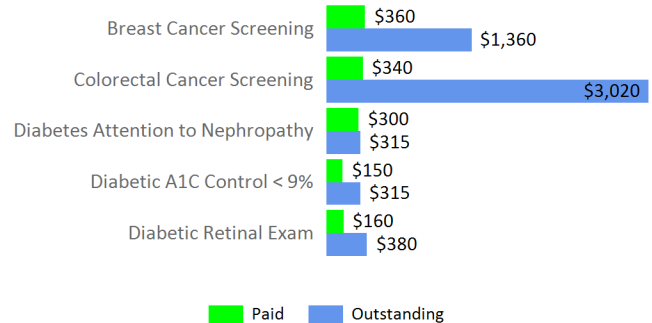 Breast Cancer Screening
$360
$1,360
Colorectal Cancer Screening
$340
$3,020
Diabetes Attention to Nephropathy
$300
$315
Diabetic A1C Control < 9%
$150
$315
Diabetic Retinal Exam
$160
$380
Paid Outstanding